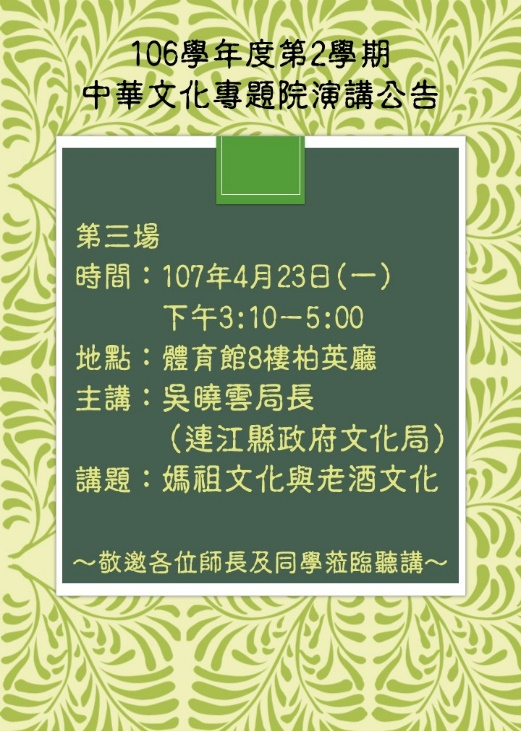 106學年度第2學期
中華文化專題院演講公告
第三場
時間：107年4月23日(一)
下午3:10－5:00
地點：體育館8樓柏英廳
主講：吳曉雲局長
(連江縣政府文化局)
講題：媽祖文化與老酒文化
～敬邀各位師長及同學蒞臨聽講～